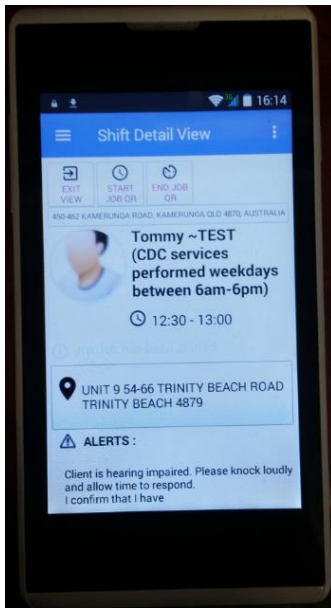 3G 16:14
Shift Detail View
EXIT VIEW
START JOB QR
END JOB QR
450-462 KAMERUNGA ROAD, KAMERUNGA QLD 4870, AUSTRALIA
Tommy ~TEST
(CDC services
performed weekdays
between 6am-6pm)
12:30 - 13:00
UNIT 9 54-66 TRINITY BEACH ROAD
TRINITY BEACH 4879
ALERTS :
Client is hearing impaired. Please knock loudly
and allow time to respond.
I confirm that I have